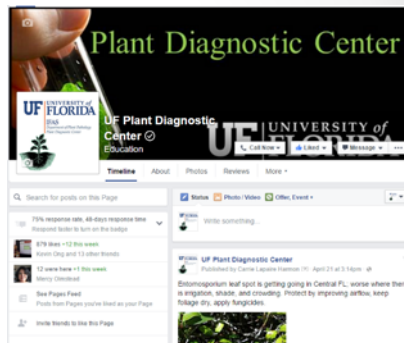 Plant Diagnostic Center
UF UNIVERSITY of
FLORIDA
IFAS
UF Plant Diagnostic
Center
Education
UF UNIVERSITY of
Call Now
Liked
Message
Timeline
About
Photos
Reviews
More
Search for posts on this Page
75% response rate, 48-days response time
Respond faster to turn on the badge
679 likes +12 this week
Kevin Ong and 13 other friends
12 were here +1 this week
Mercy Olmstead
See Pages Feed
Posts from Pages you've liked as your Page
Invite friends to like this Page
Status
Photo / Video
Offer, Event +
Write something...
UF Plant Diagnostic Center
Published by Carrie Lapaire Harmon April 21 at 3:14pm
Entomosporium leaf spot is getting going in Central FL; worse where ther
is irrigation, shade, and crowding. Protect by improving airflow, keep
foliage dry, apply fungicides.